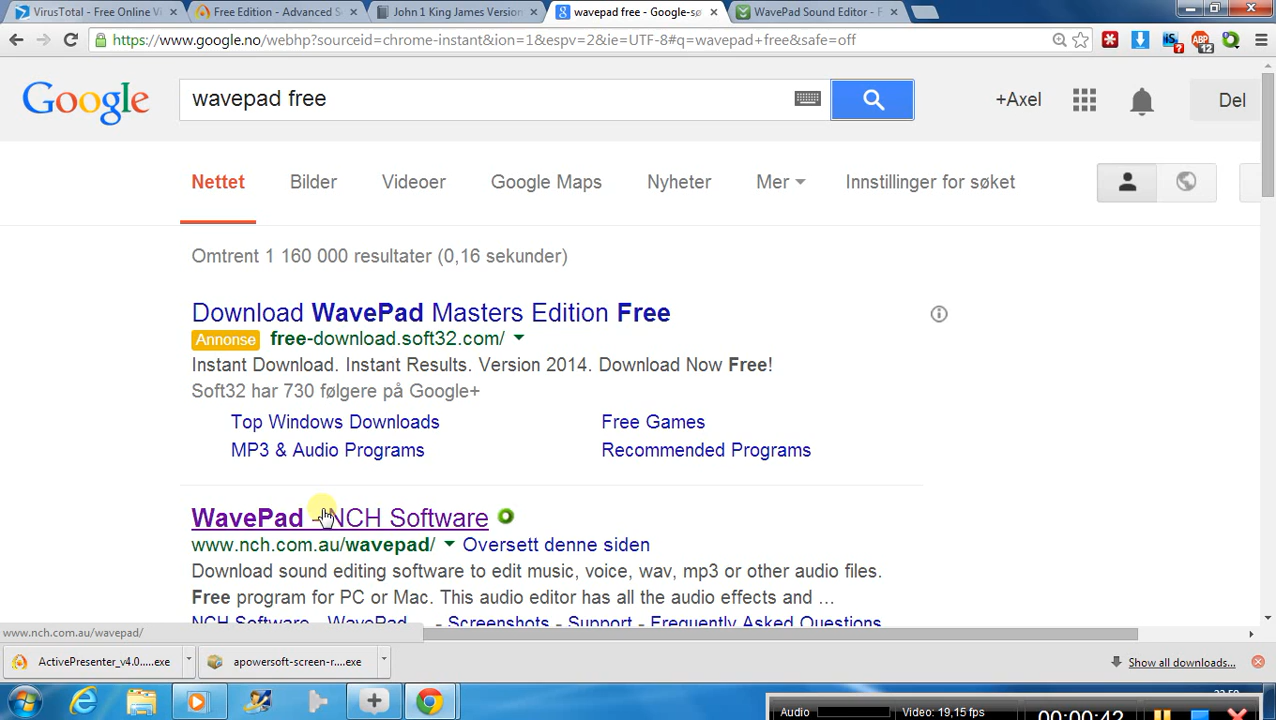 VirusTotal - Free Online Vi
Free Edition - Advanced S
John 1 King James Version
wavepad free - Google-sø
WavePad Sound Editor - F
https://www.google.no/webhp?sourceid=chrome-instant&ion=1&espv=2&ie=UTF-8#q=wavepad+free&safe=off
Google wavepad free +Axel Del
Nettet Bilder Videoer Google Maps Nyheter Mer Innstillinger for søket
Omtrent 1 160 000 resultater (0,16 sekunder)
Download WavePad Masters Edition Free
Annonse free-download.soft32.com/
Instant Download. Instant Results. Version 2014. Download Now Free!
Soft32 har 730 følgere på Google+
Top Windows Downloads Free Games
MP3 & Audio Programs Recommended Programs
WavePad - NCH Software
www.nch.com.au/wavepad/ Oversett denne siden
Download sound editing software to edit music, voice, wav, mp3 or other audio files.
Free program for PC or Mac. This audio editor has all the audio effects and ...
NCH Software - WavePad - Screenshots - Support - Frequently Asked Questions
www.nch.com.au/wavepad/
ActivePresenter_v4.0.....exe apowersoft-screen-r....exe Show all downloads...
Audio Video: 19,15 fps 00:00:42